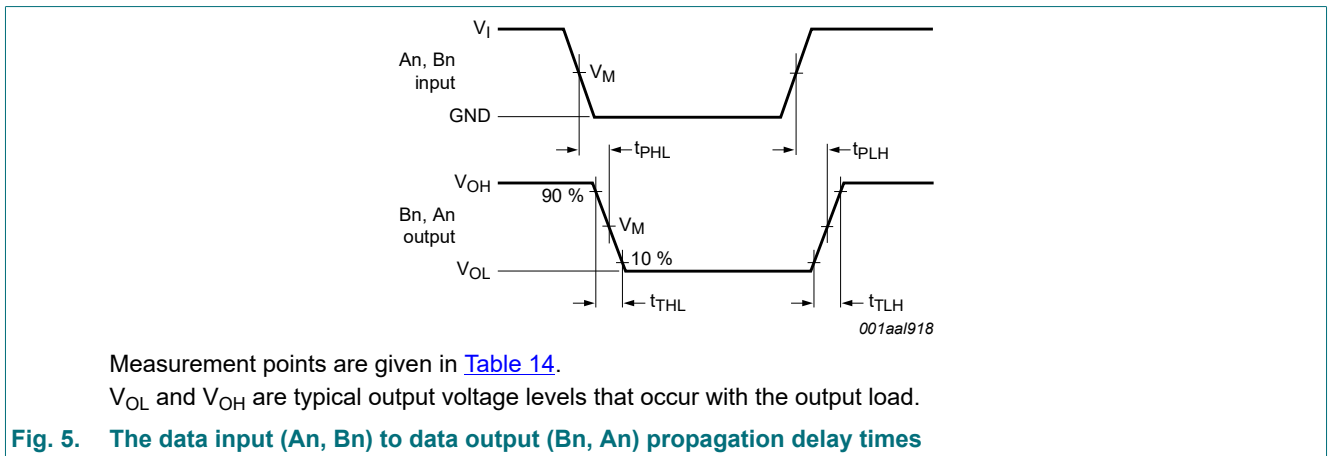 V_I
An, Bn
input
V_M
GND
t_PHL
t_PLH
V_OH
90 %
Bn, An
output
V_M
V_OL
10 %
t_THL
t_TLH
001aal918
Measurement points are given in Table 14.
V_OL and V_OH are typical output voltage levels that occur with the output load.
Fig. 5. The data input (An, Bn) to data output (Bn, An) propagation delay times